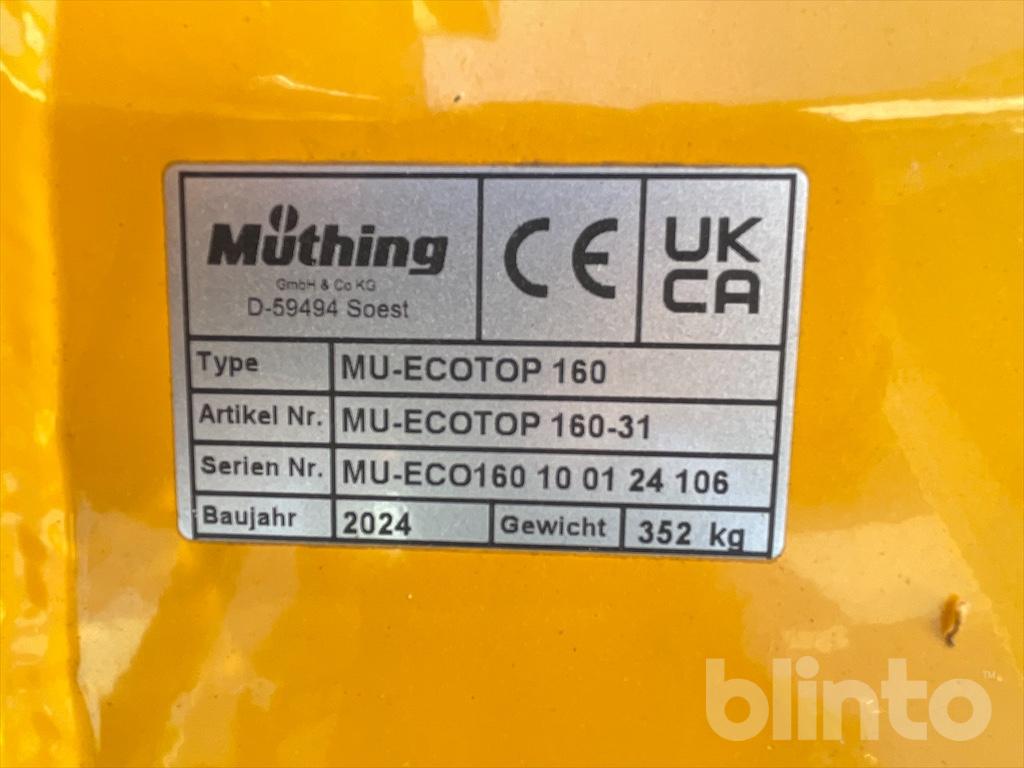 Müthing
GmbH & Co KG
D-59494 Soest
CE
UK
CA
Type MU-ECOTOP 160
Artikel Nr. MU-ECOTOP 160-31
Serien Nr. MU-ECO160 10 01 24 106
Baujahr 2024 Gewicht 352 kg
blinto™